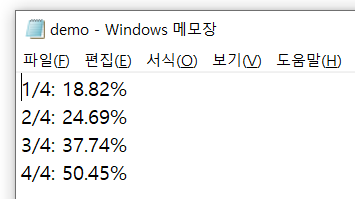 demo - Windows 메모장
파일(F) 편집(E) 서식(O) 보기(V) 도움말(H)
1/4: 18.82%
2/4: 24.69%
3/4: 37.74%
4/4: 50.45%